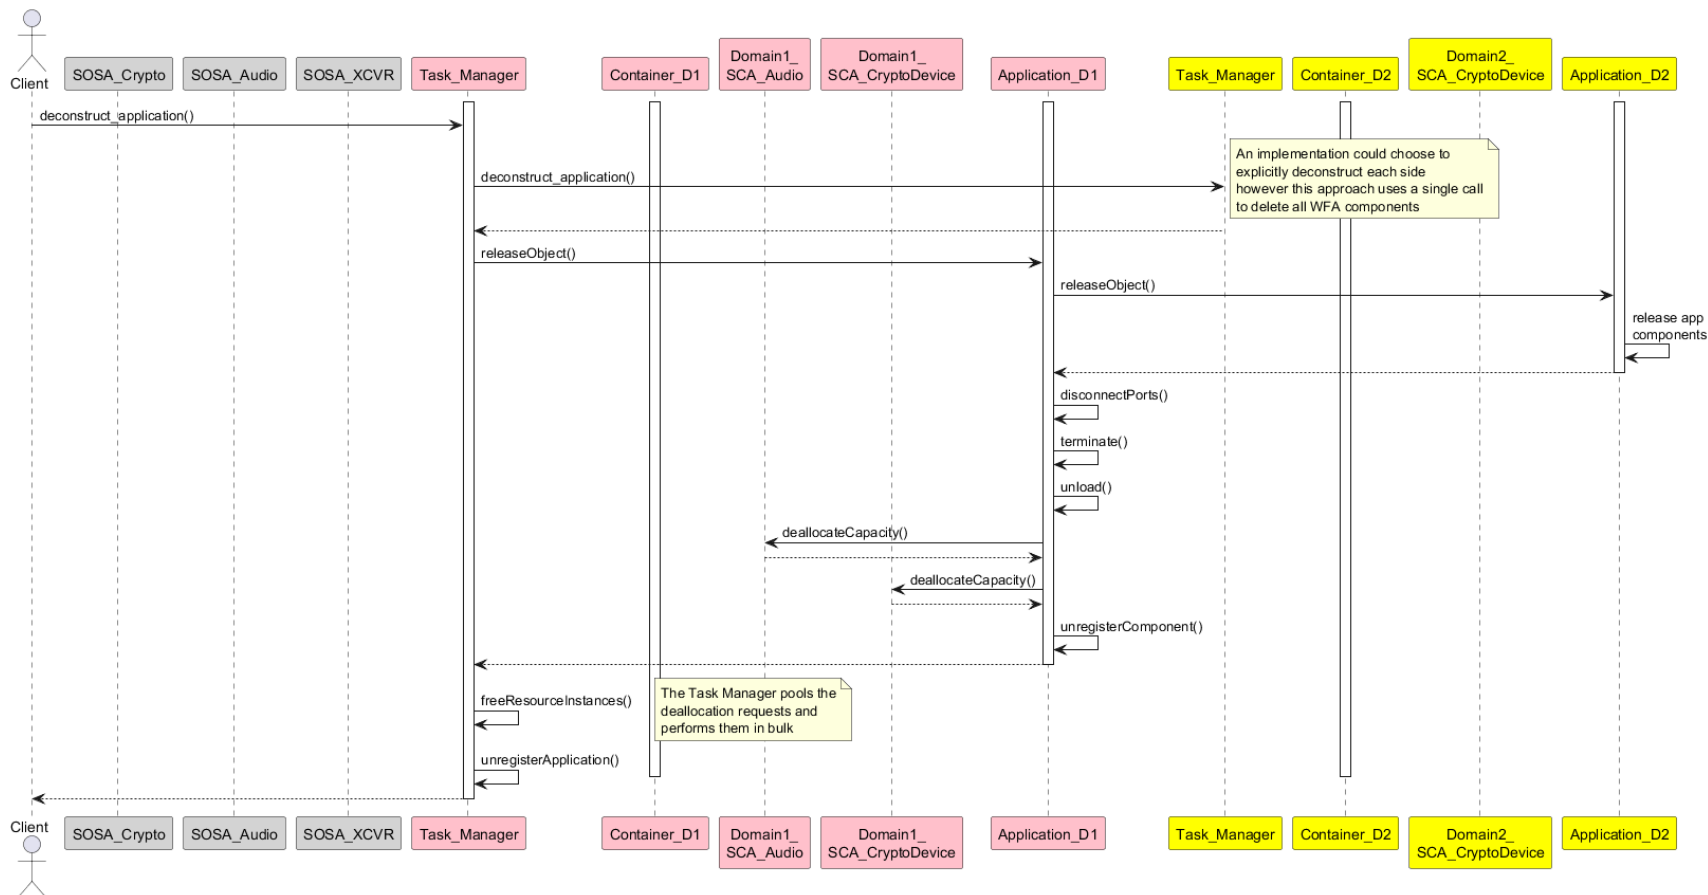 Client
SOSA_Crypto
SOSA_Audio
SOSA_XCVR
Task_Manager
Container_D1
Domain1_
SCA_Audio
Domain1_
SCA_CryptoDevice
Application_D1
Task_Manager
Container_D2
Domain2_
SCA_CryptoDevice
Application_D2
deconstruct_application()
An implementation could choose to
explicitly deconstruct each side
however this approach uses a single call
to delete all WFA components
deconstruct_application()
releaseObject()
releaseObject()
release app
components
disconnectPorts()
terminate()
unload()
deallocateCapacity()
deallocateCapacity()
unregisterComponent()
The Task Manager pools the
deallocation requests and
performs them in bulk
freeResourceInstances()
unregisterApplication()
Client
SOSA_Crypto
SOSA_Audio
SOSA_XCVR
Task_Manager
Container_D1
Domain1_
SCA_Audio
Domain1_
SCA_CryptoDevice
Application_D1
Task_Manager
Container_D2
Domain2_
SCA_CryptoDevice
Application_D2